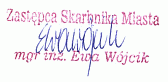 Zastępca Skarbnika Miasta
mgr inż. Ewa Wójcik